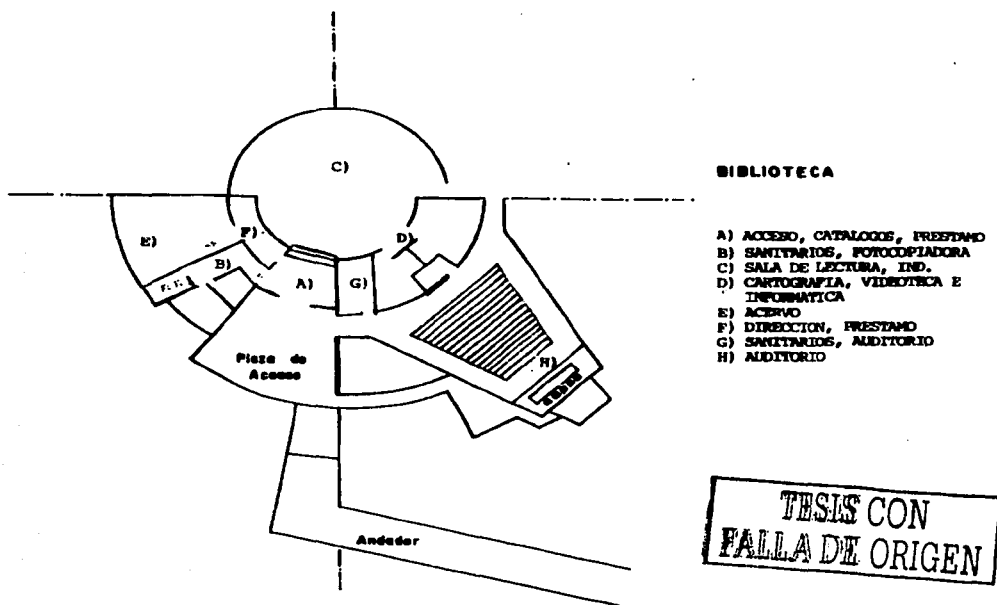 C)
BIBLIOTECA
A) ACCESO, CATALOGOS, PRESTAMO
B) SANITARIOS, FOTOCOPIADORA
C) SALA DE LECTURA, IND.
D) CARTOGRAFIA, VIDEOTECA E
INFORMATICA
E) ACERVO
F) DIRECCION, PRESTAMO
G) SANITARIOS, AUDITORIO
H) AUDITORIO
E)
F)
D)
B)
A)
G)
Plaza de
Acceso
H)
Andador
TESIS CON
FALLA DE ORIGEN